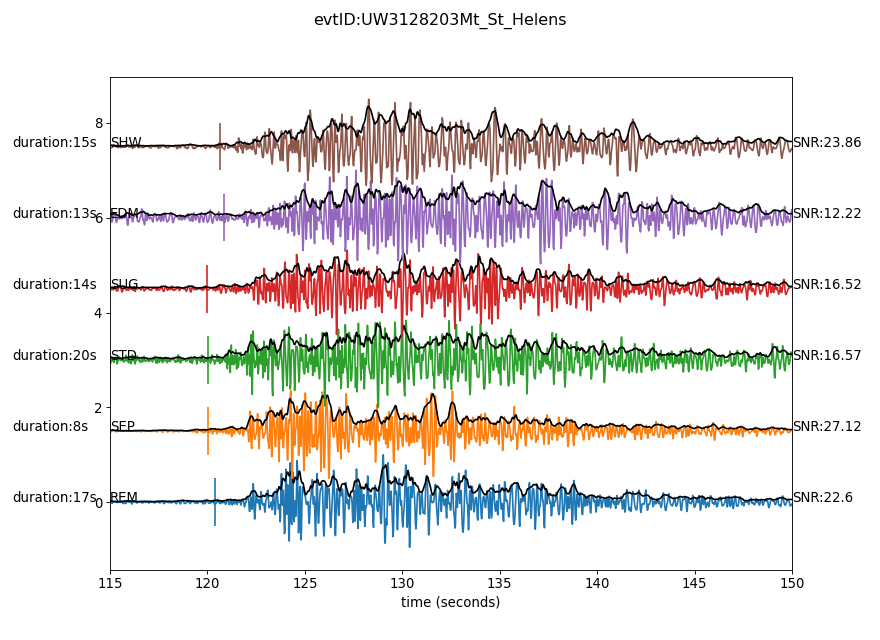 evtID:UW3128203Mt_St_Helens
8
duration:15s SHW SNR:23.86
duration:13s EDM SNR:12.22
6
duration:14s SUG SNR:16.52
4
duration:20s STD SNR:16.57
2
duration:8s SEP SNR:27.12
duration:17s REM SNR:22.6
0
115 120 125 130 135 140 145 150
time (seconds)